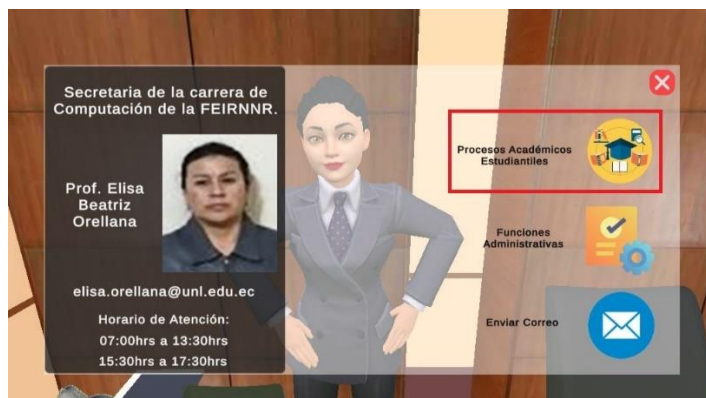 Secretaria de la carrera de
Computación de la FEIRNNR.
Prof. Elisa
Beatriz
Orellana
elisa.orellana@unl.edu.ec
Horario de Atención:
07:00hrs a 13:30hrs
15:30hrs a 17:30hrs
Procesos Académicos
Estudiantiles
Funciones
Administrativas
Enviar Correo